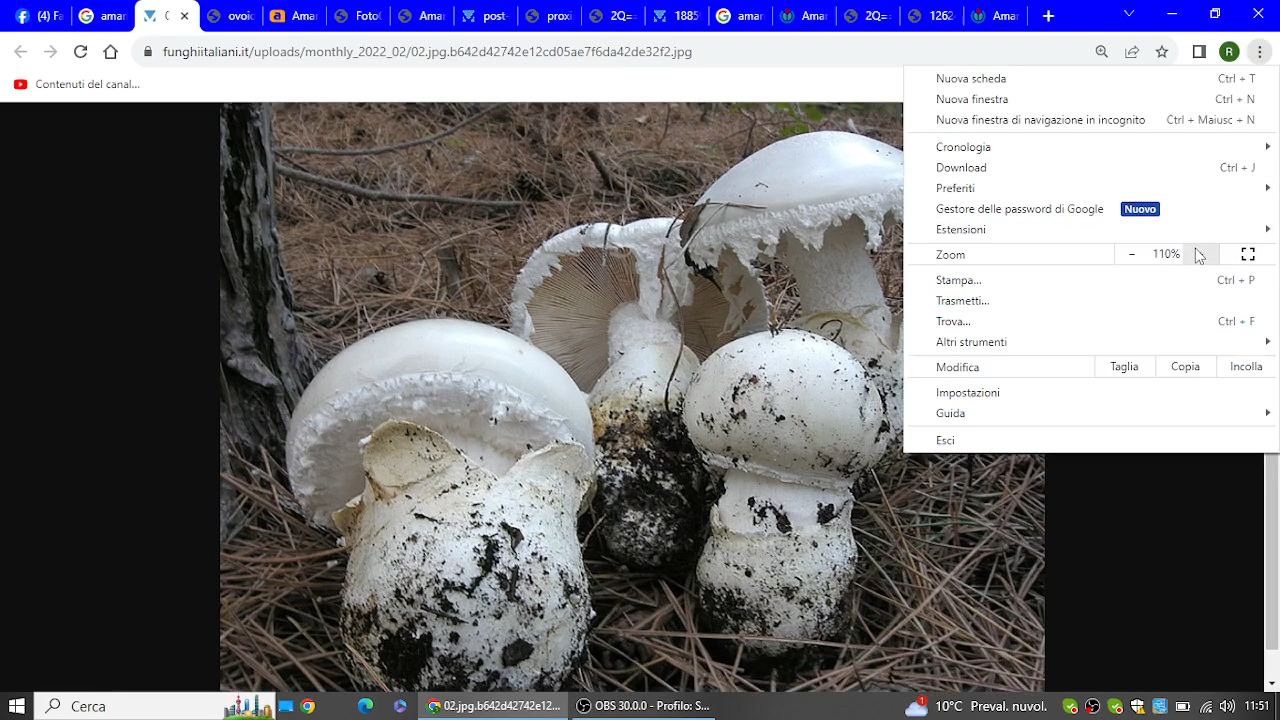 (4) Fa
amar
ovoid
Amar
FotoG
Amar
post-
proxi
2Q==
1885
amar
Amar
2Q==
1262
Amar
funghiitaliani.it/uploads/monthly_2022_02/02.jpg.b642d42742e12cd05ae7f6da42de32f2.jpg
R
Contenuti del canal...
Nuova scheda Ctrl + T
Nuova finestra Ctrl + N
Nuova finestra di navigazione in incognito Ctrl + Maiusc + N
Cronologia
Download Ctrl + J
Preferiti
Gestore delle password di Google Nuovo
Estensioni
Zoom − 110%
Stampa... Ctrl + P
Trasmetti...
Trova... Ctrl + F
Altri strumenti
Modifica Taglia Copia Incolla
Impostazioni
Guida
Esci
Cerca
02.jpg.b642d42742e12...
OBS 30.0.0 - Profilo: S...
1
10°C Preval. nuvol.
11:51